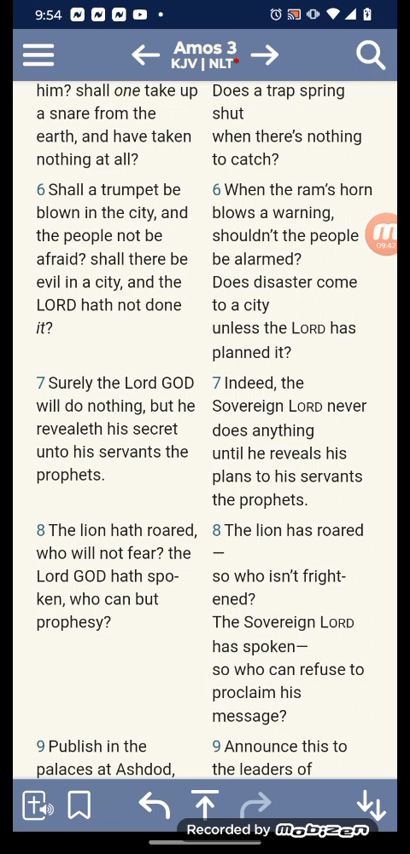 9:54
Amos 3
KJV | NLT
him? shall one take up
a snare from the
earth, and have taken
nothing at all?
6 Shall a trumpet be
blown in the city, and
the people not be
afraid? shall there be
evil in a city, and the
LORD hath not done
it?
7 Surely the Lord GOD
will do nothing, but he
revealeth his secret
unto his servants the
prophets.
8 The lion hath roared,
who will not fear? the
Lord GOD hath spo-
ken, who can but
prophesy?
9 Publish in the
palaces at Ashdod,
Does a trap spring
shut
when there’s nothing
to catch?
6 When the ram’s horn
blows a warning,
shouldn’t the people
be alarmed?
Does disaster come
to a city
unless the LORD has
planned it?
7 Indeed, the
Sovereign LORD never
does anything
until he reveals his
plans to his servants
the prophets.
8 The lion has roared
—
so who isn’t fright-
ened?
The Sovereign LORD
has spoken—
so who can refuse to
proclaim his
message?
9 Announce this to
the leaders of
m
09:42
Recorded by Mobizen